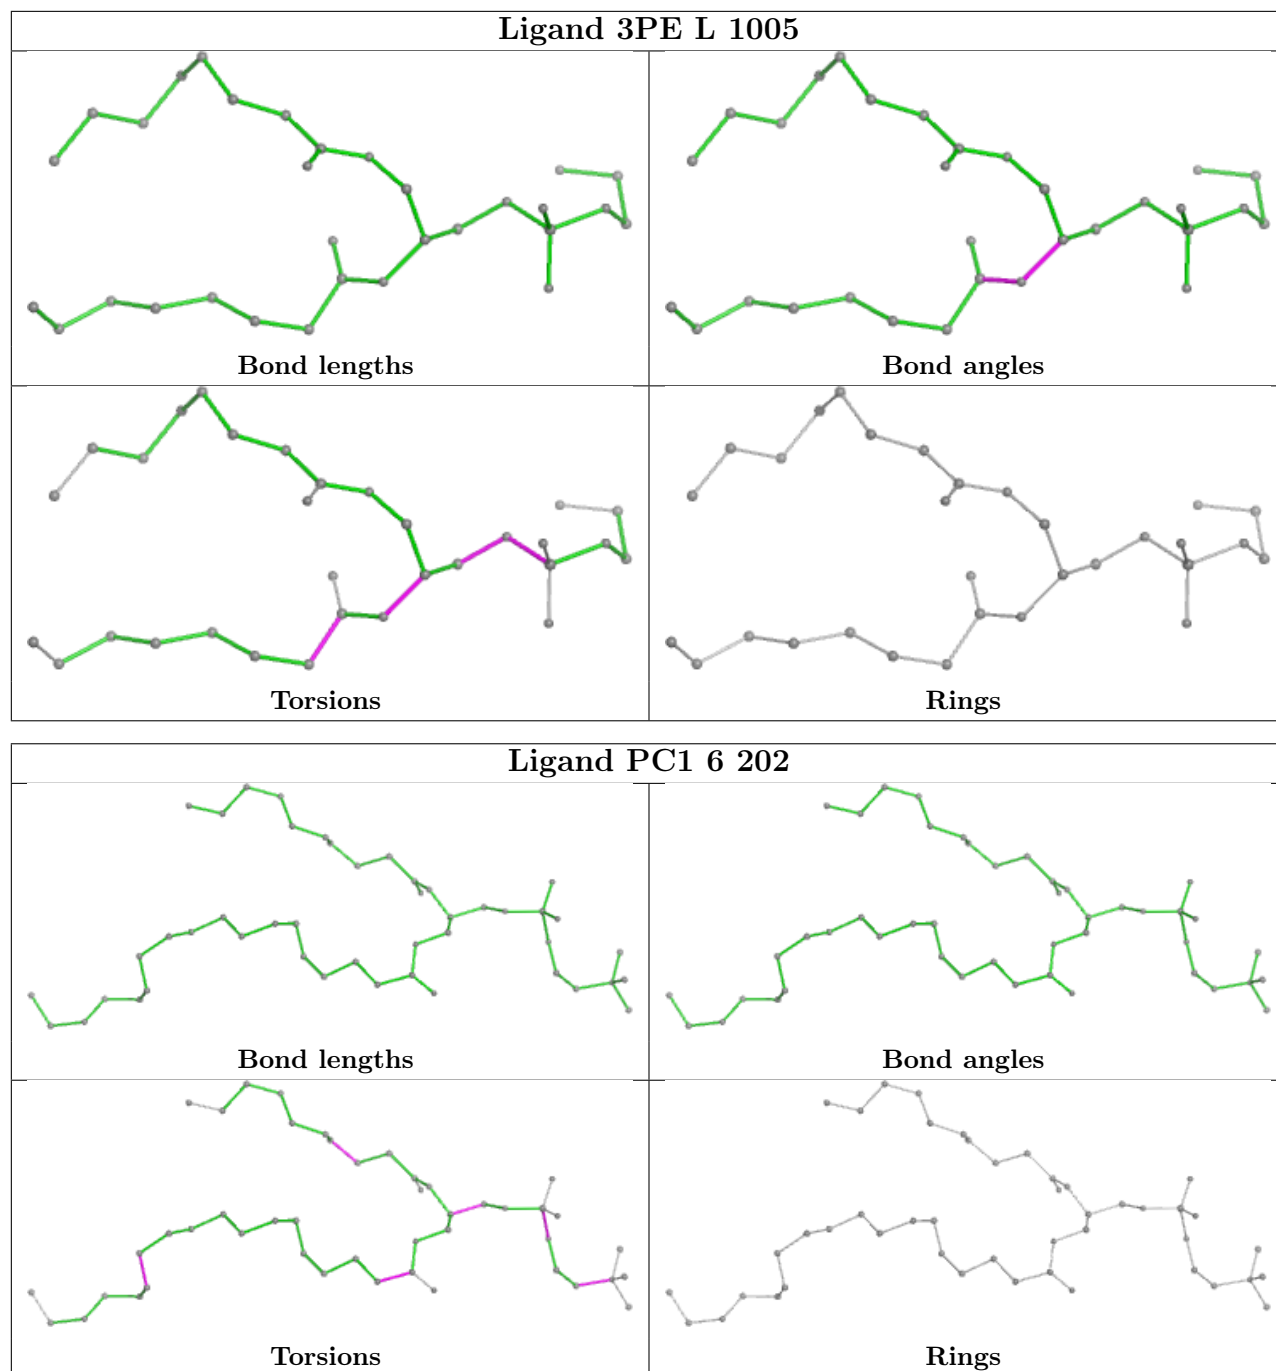 Ligand 3PE L 1005
Bond lengths
Bond angles
Torsions
Rings
Ligand PC1 6 202
Bond lengths
Bond angles
Torsions
Rings